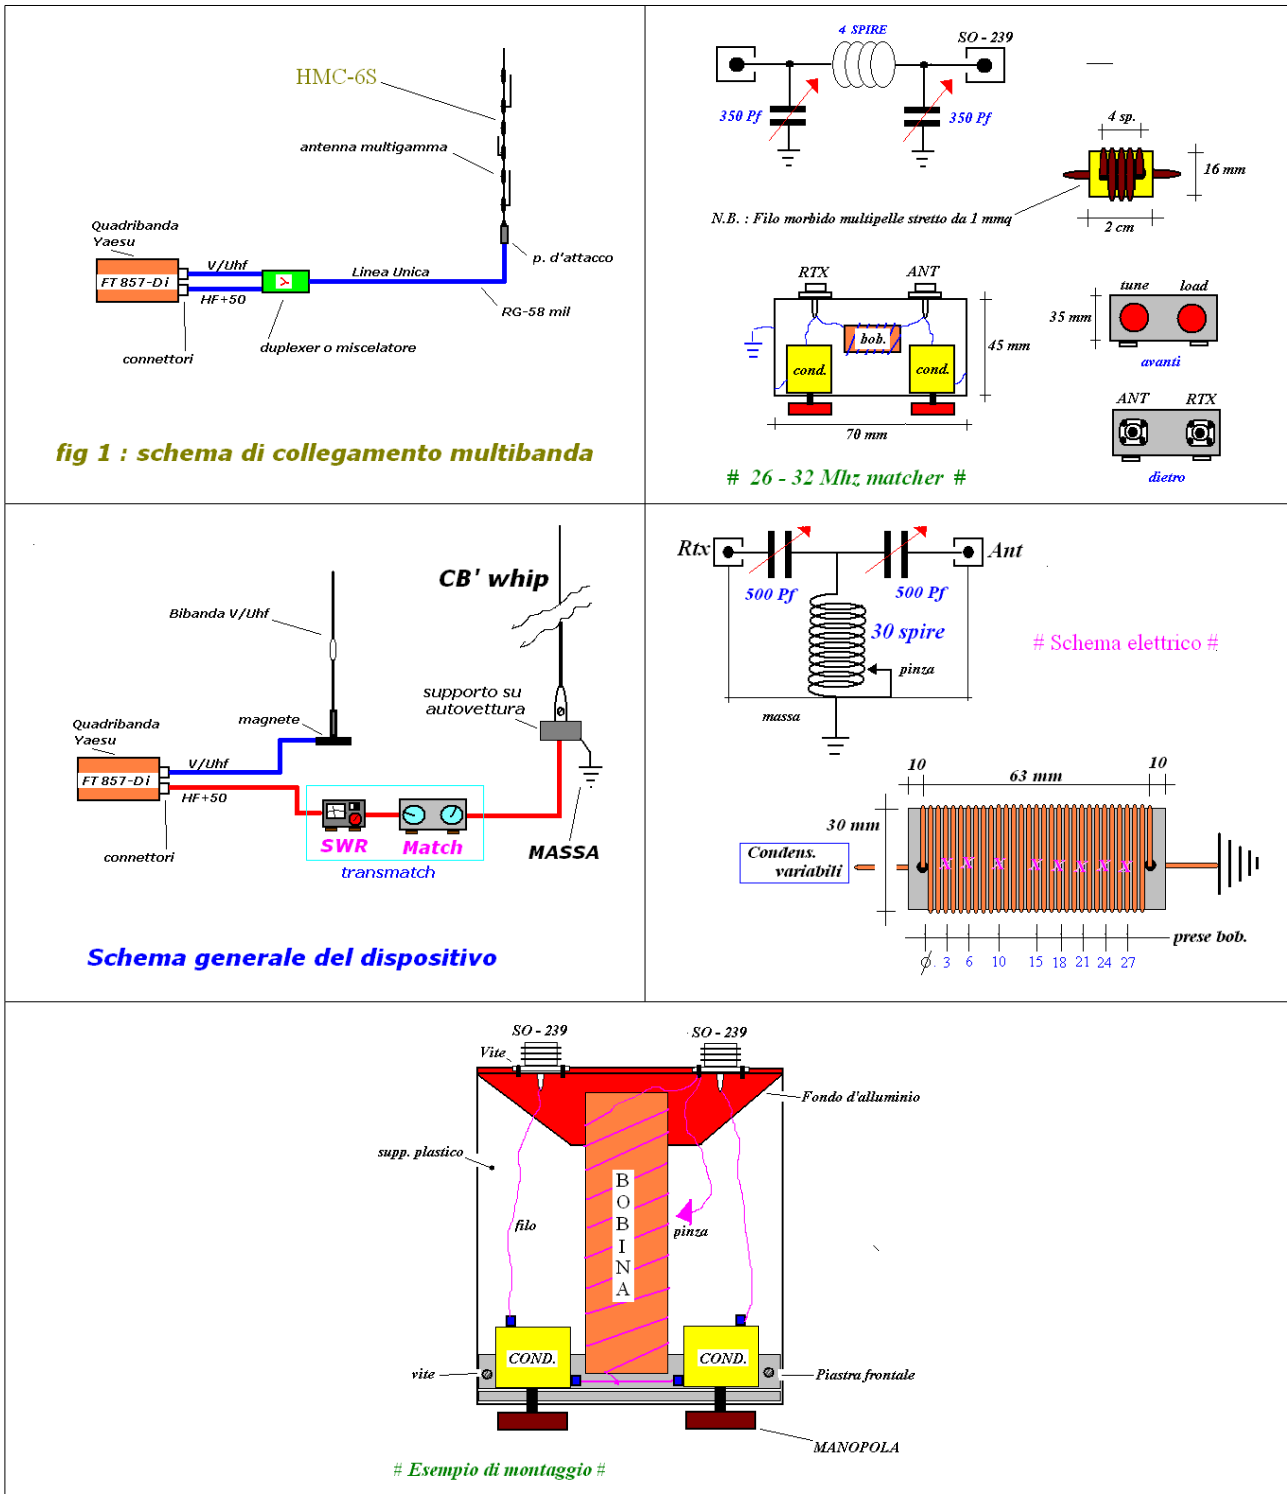 HMC-6S
antenna multigamma
Quadribanda
Yaesu
V/Uhf
FT 857-Di
HF+50
Y
Linea Unica
p. d'attacco
RG-58 mil
connettori
duplexer o miscelatore
fig 1 : schema di collegamento multibanda
4 SPIRE
SO - 239
350 Pf
350 Pf
4 sp.
16 mm
N.B. : Filo morbido multipelle stretto da 1 mmq
2 cm
RTX
ANT
bob.
cond.
cond.
45 mm
70 mm
tune
load
35 mm
avanti
ANT
RTX
dietro
# 26 - 32 Mhz matcher #
CB' whip
Bibanda V/Uhf
supporto su
autovettura
magnete
Quadribanda
Yaesu
V/Uhf
FT 857-Di
HF+50
SWR
Match
MASSA
connettori
transmatch
Schema generale del dispositivo
Rtx
Ant
500 Pf
500 Pf
30 spire
pinza
massa
# Schema elettrico #
10
63 mm
10
30 mm
Condens.
variabili
x x x x x x x x
prese bob.
Ø. 3 6 10 15 18 21 24 27
SO - 239
SO - 239
Vite
Fondo d'alluminio
supp. plastico
filo
BOBINA
pinza
COND.
COND.
vite
Piastra frontale
MANOPOLA
# Esempio di montaggio #